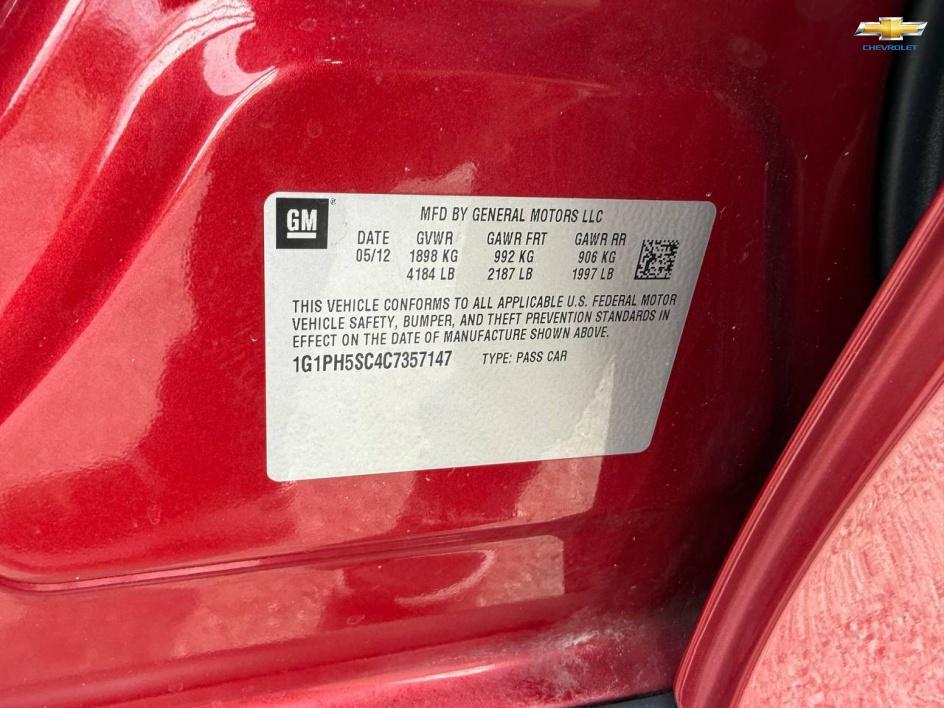 CHEVROLET
GM®
MFD BY GENERAL MOTORS LLC
DATE GVWR GAWR FRT GAWR RR
05/12 1898 KG 992 KG 906 KG
4184 LB 2187 LB 1997 LB
THIS VEHICLE CONFORMS TO ALL APPLICABLE U.S. FEDERAL MOTOR
VEHICLE SAFETY, BUMPER, AND THEFT PREVENTION STANDARDS IN
EFFECT ON THE DATE OF MANUFACTURE SHOWN ABOVE.
1G1PH5SC4C7357147 TYPE: PASS CAR